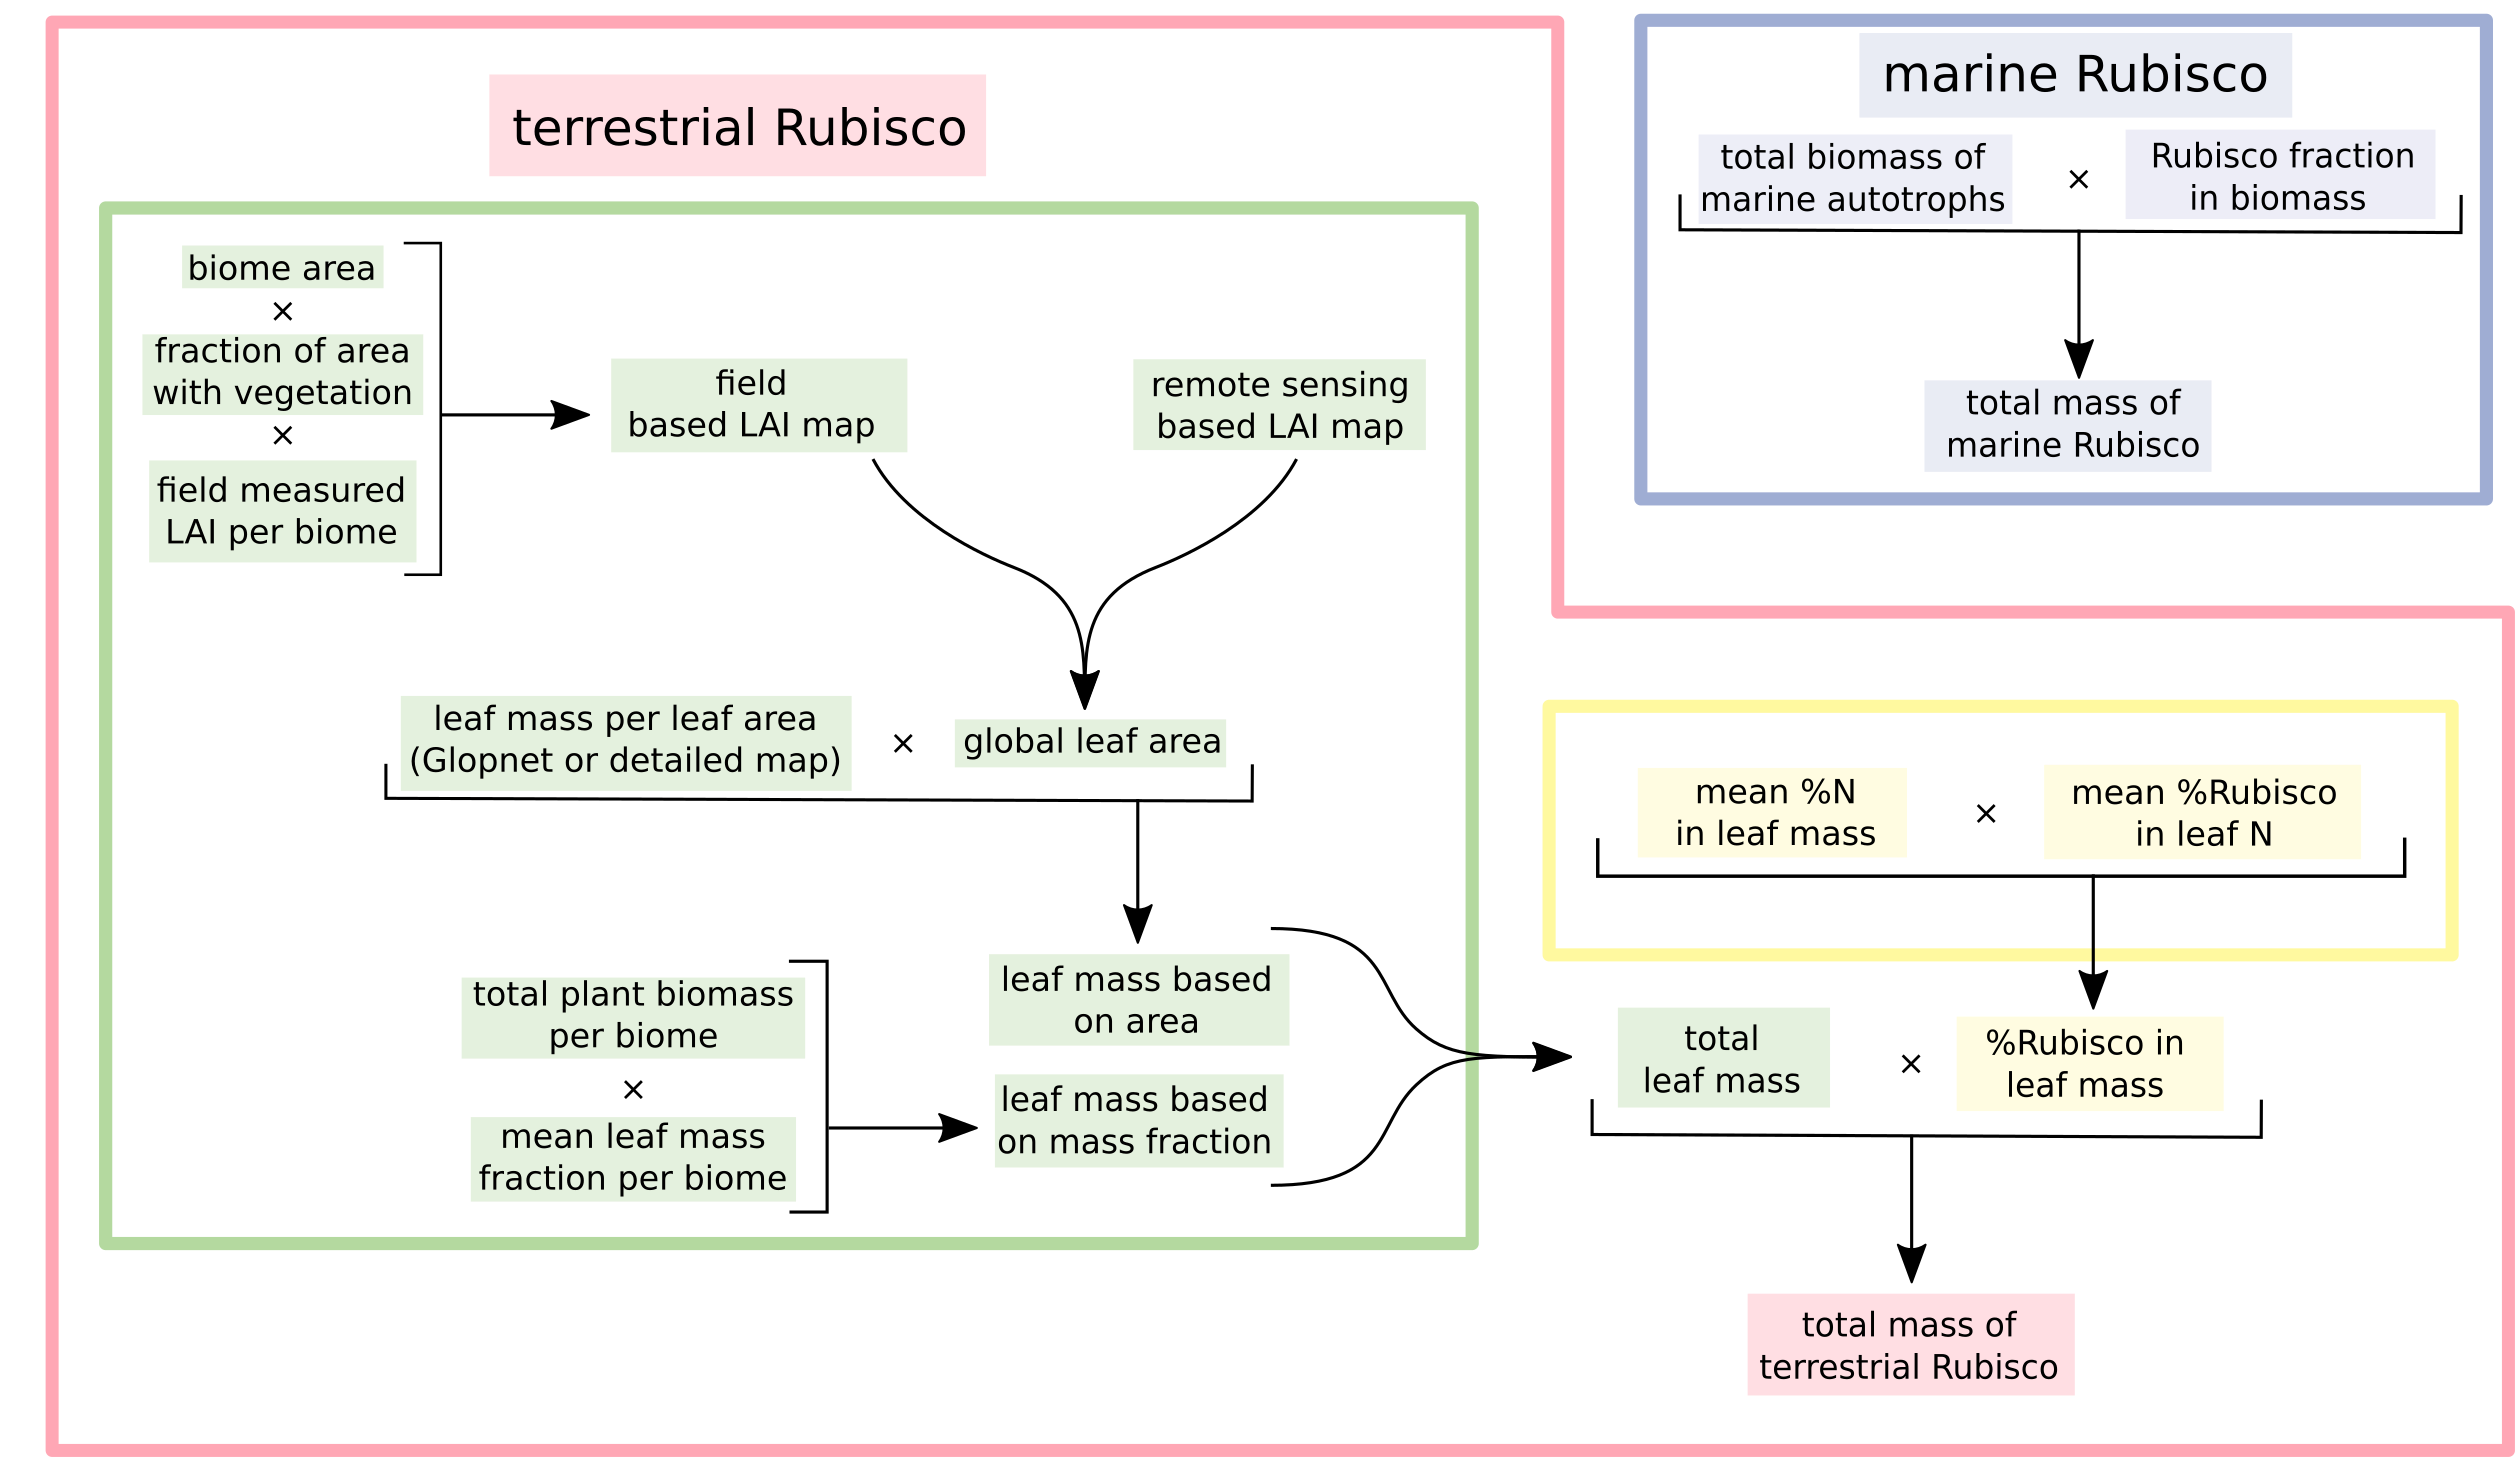 terrestrial Rubisco
biome area
×
fraction of area
with vegetation
×
field measured
LAI per biome
field
based LAI map
remote sensing
based LAI map
leaf mass per leaf area
(Glopnet or detailed map)
×
global leaf area
total plant biomass
per biome
×
mean leaf mass
fraction per biome
leaf mass based
on area
leaf mass based
on mass fraction
marine Rubisco
total biomass of
marine autotrophs
×
Rubisco fraction
in biomass
total mass of
marine Rubisco
mean %N
in leaf mass
×
mean %Rubisco
in leaf N
total
leaf mass
×
%Rubisco in
leaf mass
total mass of
terrestrial Rubisco